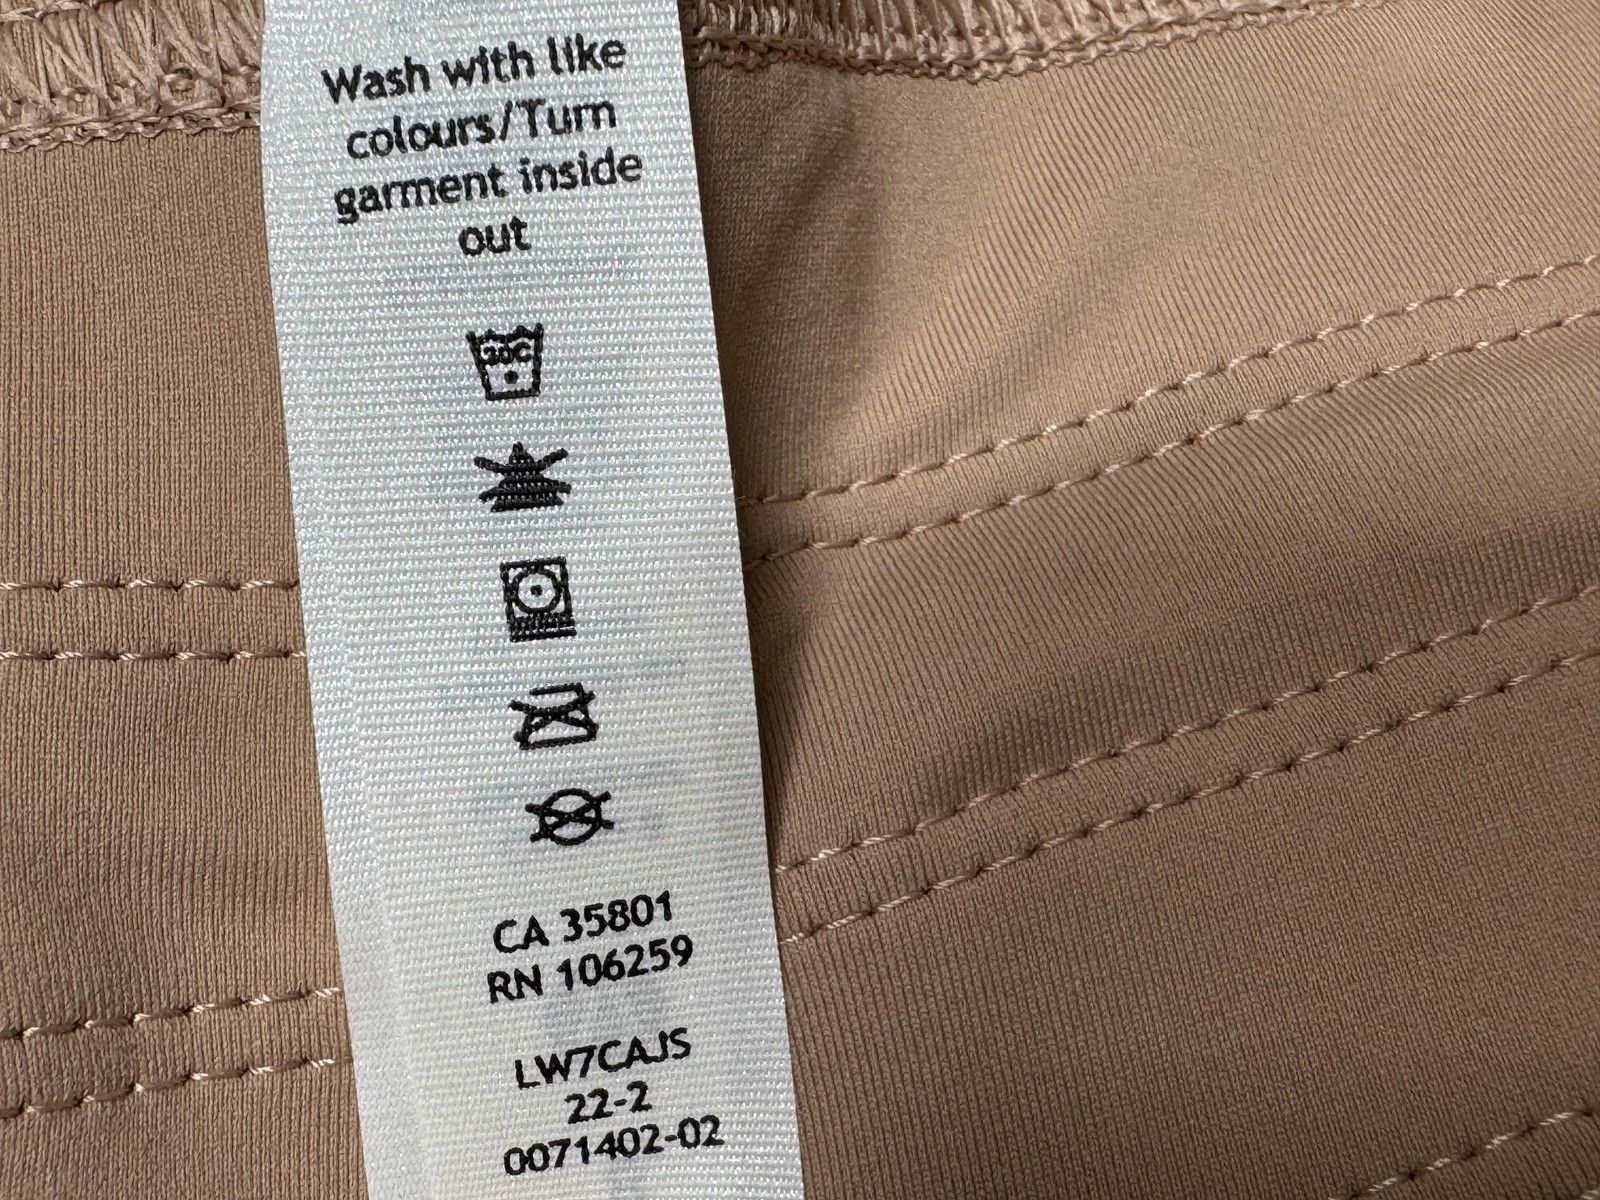 Wash with like
colours/Turn
garment inside
out
30C
CA 35801
RN 106259
LW7CAJS
22-2
0071402-02